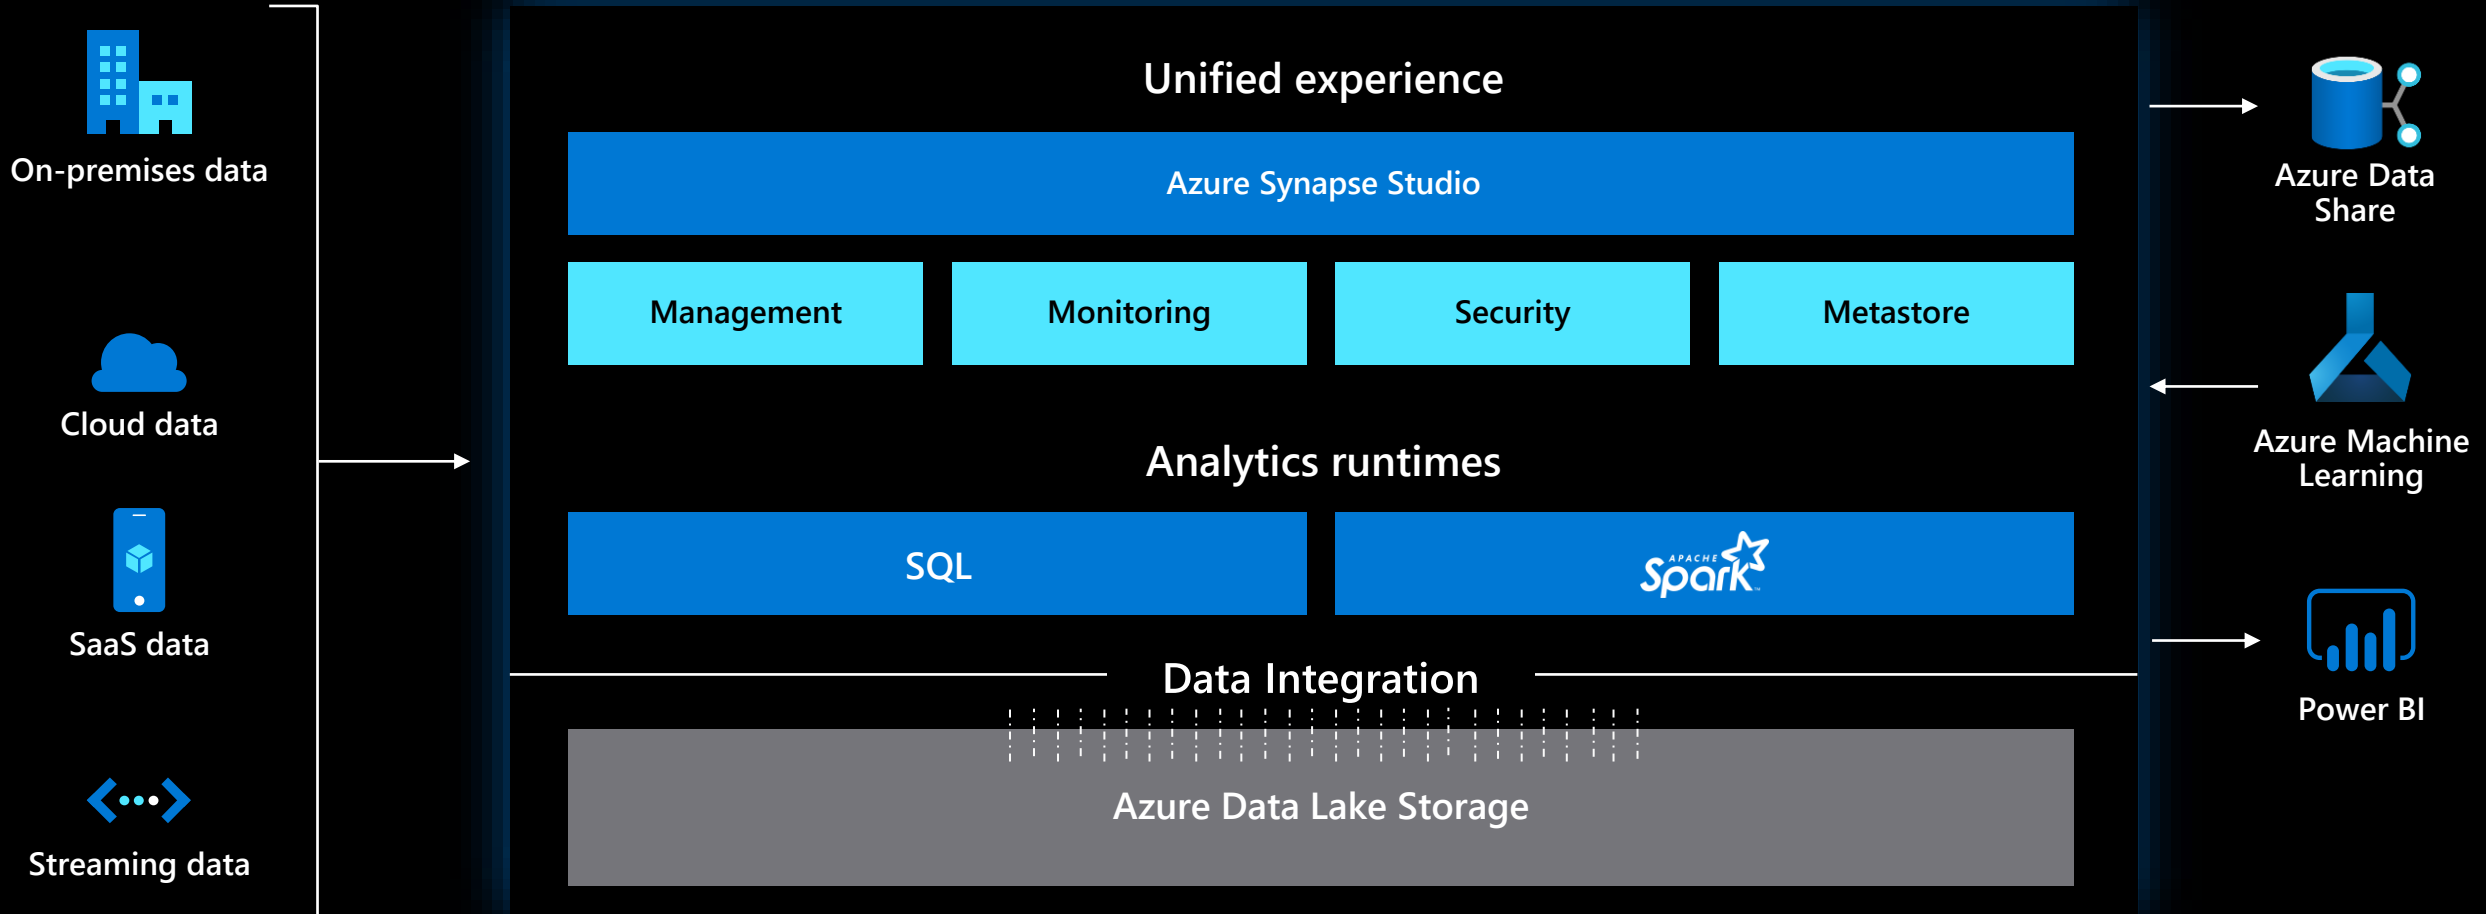 On-premises data
Cloud data
SaaS data
Streaming data
Unified experience
Azure Synapse Studio
Management
Monitoring
Security
Metastore
Analytics runtimes
SQL
APACHE
Spark™
Data Integration
Azure Data Lake Storage
Azure Data
Share
Azure Machine
Learning
Power BI